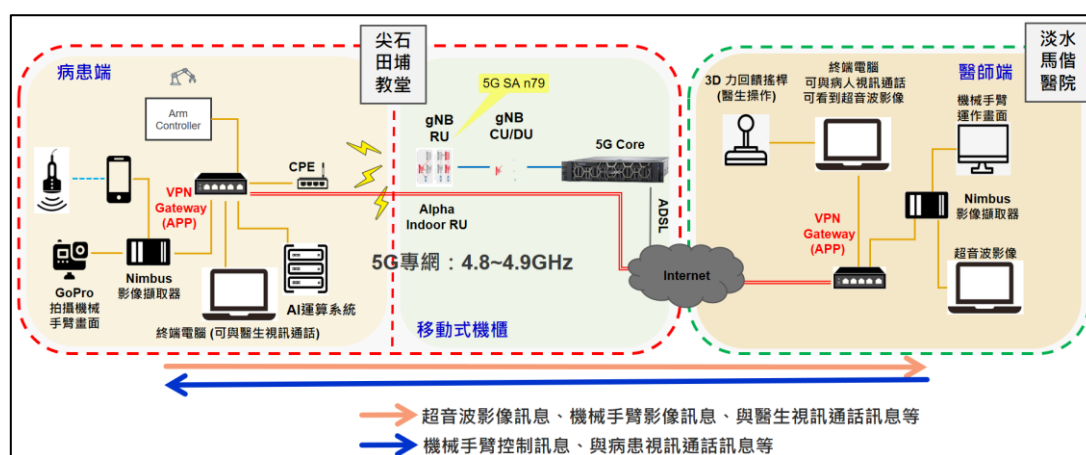 尖石
田埔
教堂
淡水
馬偕
醫院
病患端
Arm
Controller
CPE
VPN
Gateway
(APP)
GoPro
拍攝機械
手臂畫面
Nimbus
影像擷取器
終端電腦 (可與醫生視訊通話)
AI運算系統
5G SA n79
gNB
RU
gNB
CU/DU
5G Core
Alpha
Indoor RU
ADSL
5G專網：4.8~4.9GHz
移動式機櫃
Internet
醫師端
3D 力回饋搖桿
(醫生操作)
終端電腦
可與病人視訊通話
可看到超音波影像
機械手臂
運作畫面
VPN
Gateway
(APP)
Nimbus
影像擷取器
超音波影像
超音波影像訊息、機械手臂影像訊息、與醫生視訊通話訊息等
機械手臂控制訊息、與病患視訊通話訊息等